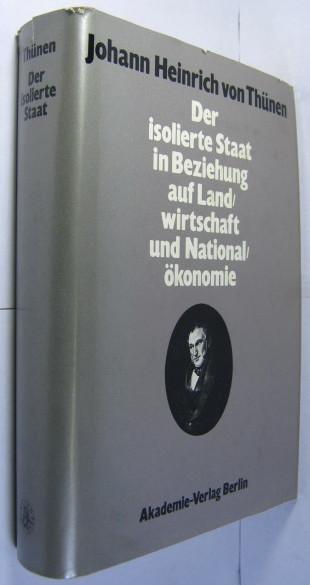 Thünen
Der
isolierte
Staat
Johann Heinrich von Thünen
Der
isolierte Staat
in Beziehung
auf Land/
wirtschaft
und National/
ökonomie
Akademie-Verlag Berlin